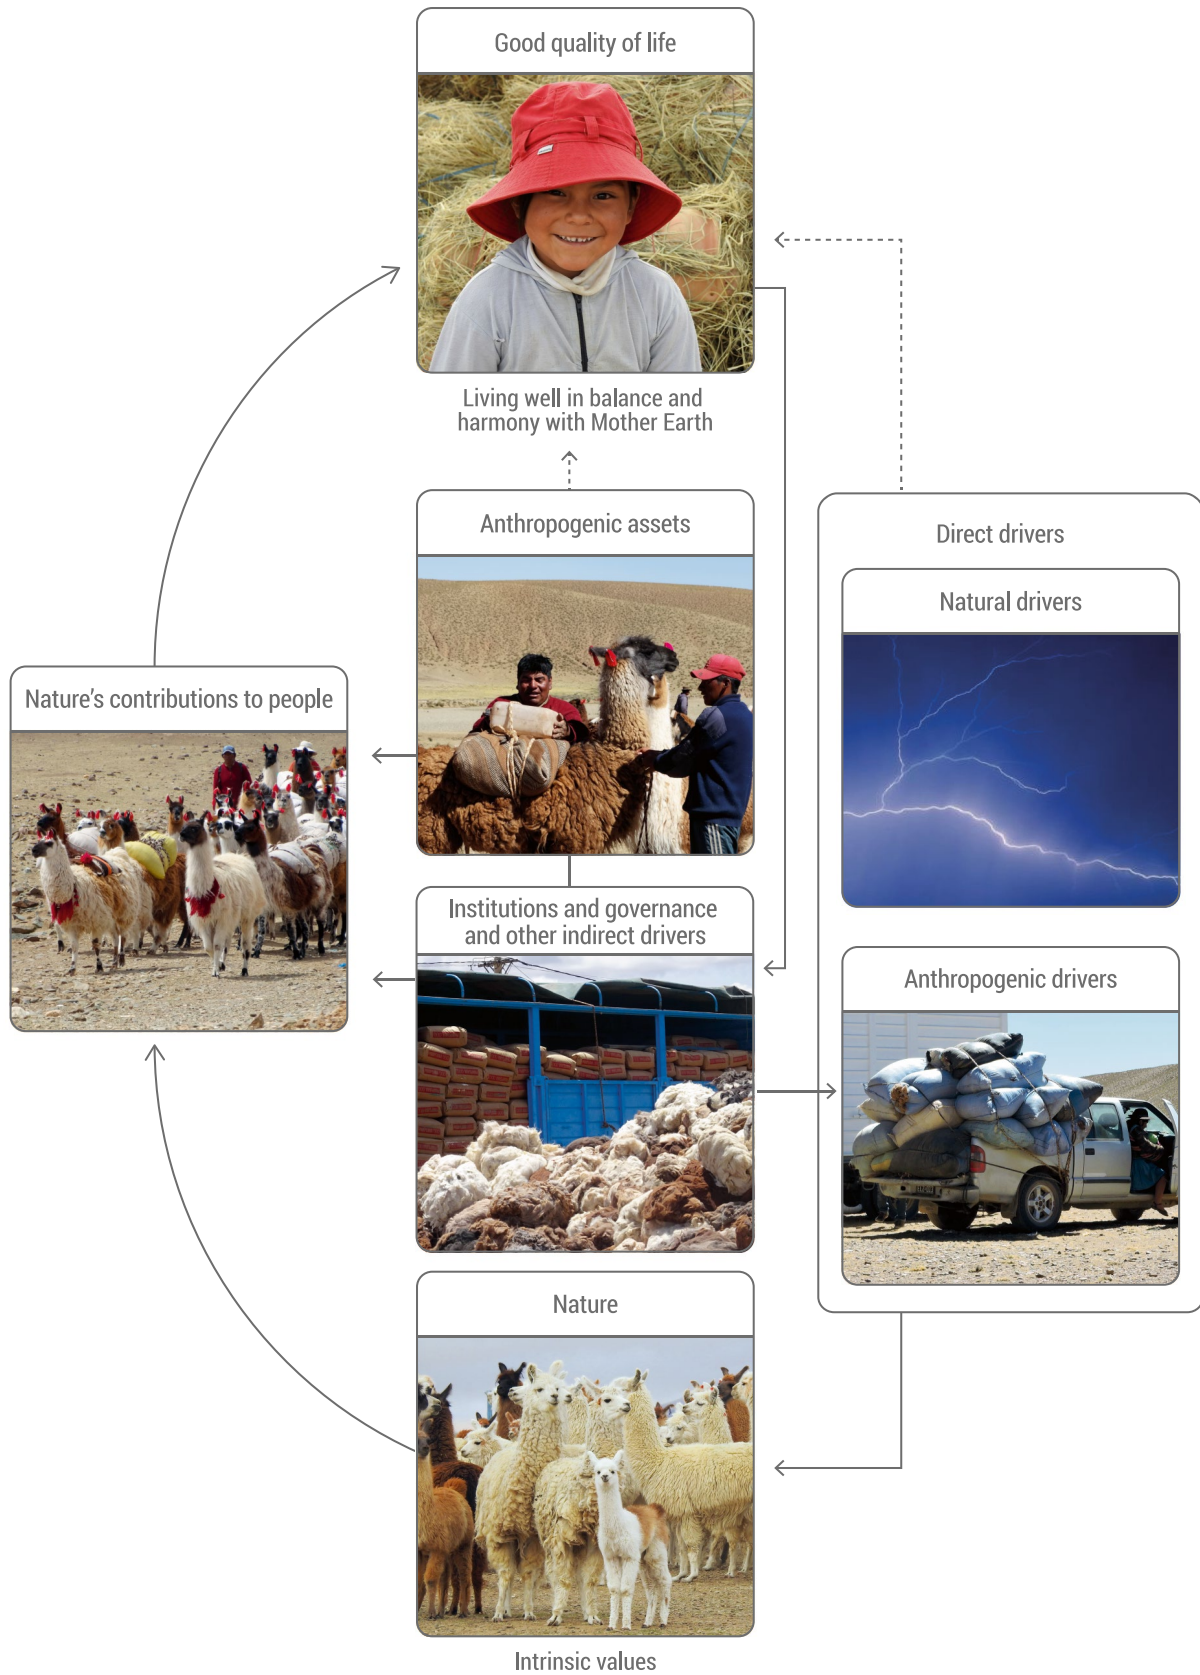 Good quality of life
Living well in balance and
harmony with Mother Earth
Anthropogenic assets
Direct drivers
Natural drivers
Nature's contributions to people
Institutions and governance
and other indirect drivers
Anthropogenic drivers
Nature
Intrinsic values